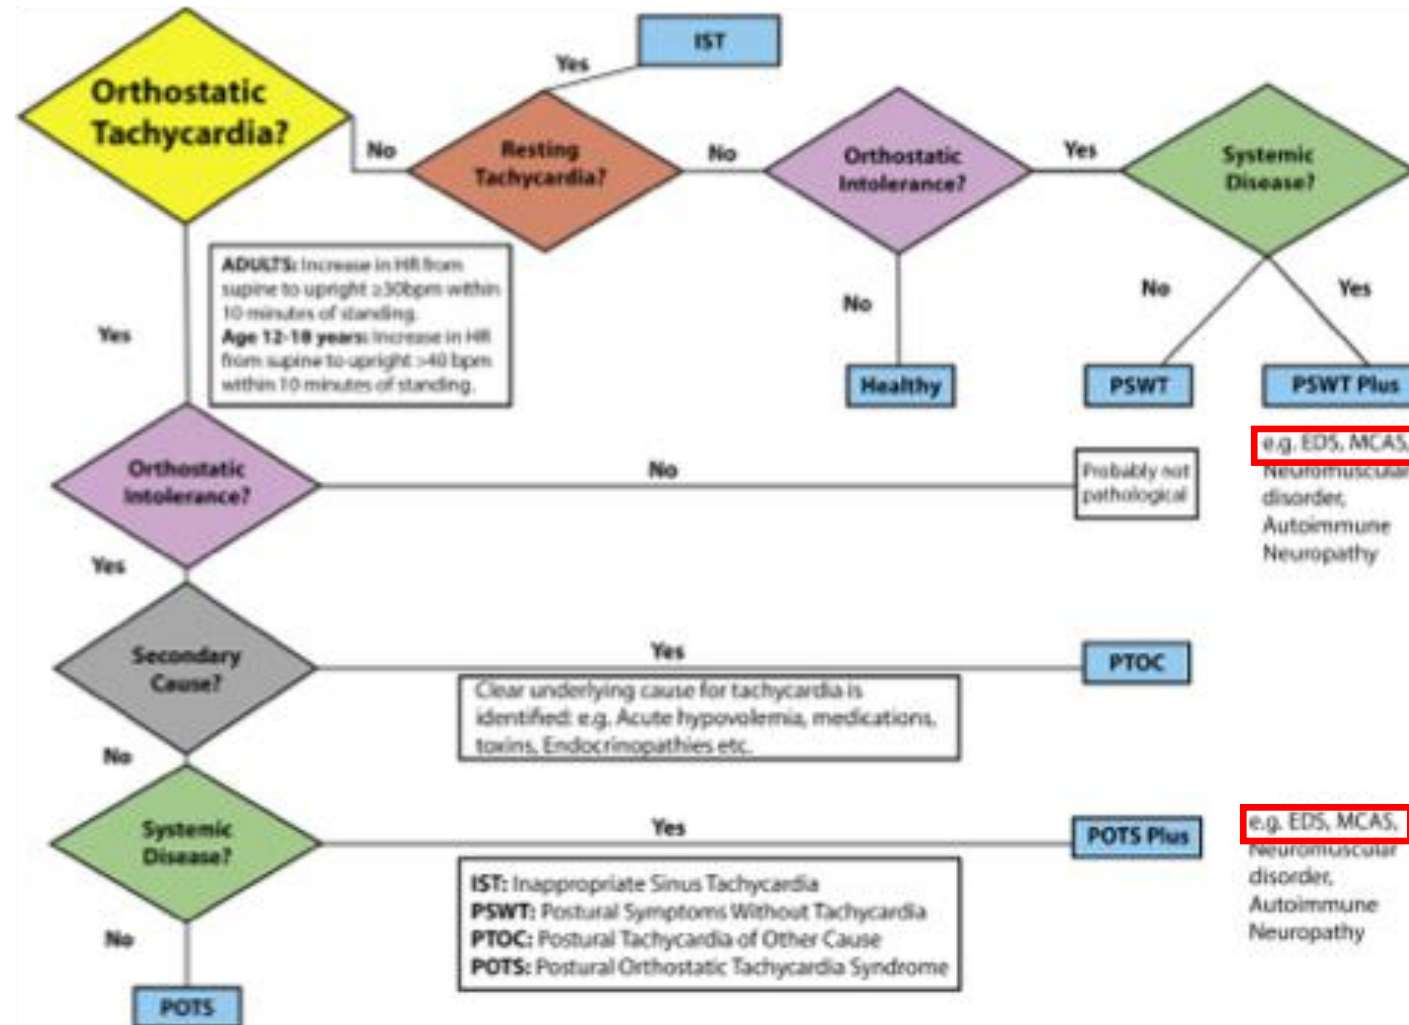 IST
Yes
Orthostatic
Tachycardia?
No
Resting
Tachycardia?
No
Orthostatic
Intolerance?
Yes
Systemic
Disease?
ADULTS: Increase in HR from
supine to upright ≥30bpm within
10 minutes of standing.
Age 12-18 years: Increase in HR
from supine to upright >40 bpm
within 10 minutes of standing.
Yes
No
No
Yes
Healthy
PSWT
PSWT Plus
Orthostatic
Intolerance?
No
Probably not
pathological
e.g. EDS, MCAS,
Neuromuscular
disorder,
Autoimmune
Neuropathy
Yes
Secondary
Cause?
Yes
PTOC
Clear underlying cause for tachycardia is
identified: e.g. Acute hypovolemia, medications,
toxins, Endocrinopathies etc.
No
Systemic
Disease?
Yes
POTS Plus
e.g. EDS, MCAS,
Neuromuscular
disorder,
Autoimmune
Neuropathy
IST: Inappropriate Sinus Tachycardia
PSWT: Postural Symptoms Without Tachycardia
PTOC: Postural Tachycardia of Other Cause
POTS: Postural Orthostatic Tachycardia Syndrome
No
POTS